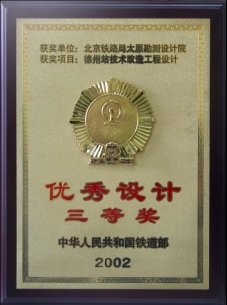 获奖单位：北京铁路局太原勘测设计院
获奖项目：德州站技术改造工程设计
优秀设计
三等奖
中华人民共和国铁道部
2002